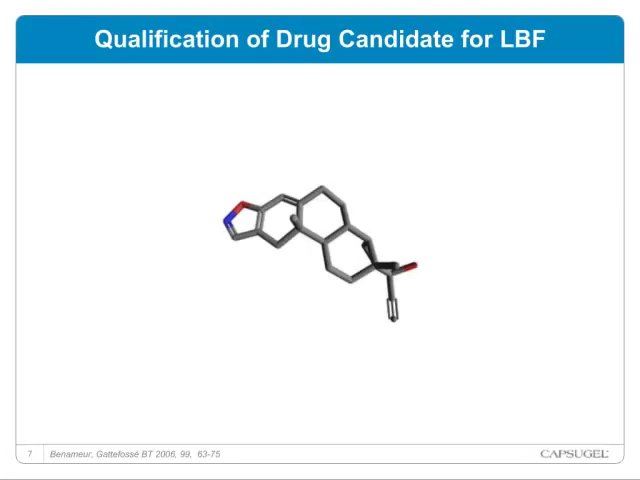 Qualification of Drug Candidate for LBF
7 Benameur, Gattefossé BT 2006, 99, 63-75
CAPSUGEL